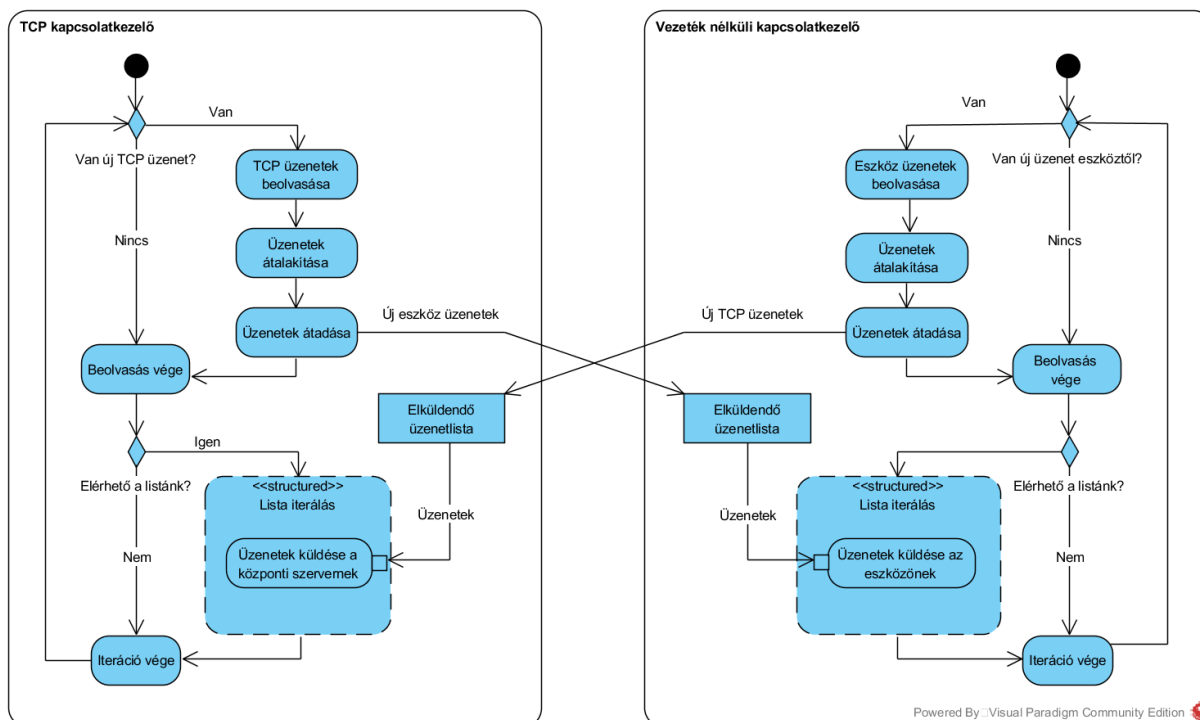 TCP kapcsolatkezelő
Van
Van új TCP üzenet?
TCP üzenetek
beolvasása
Nincs
Üzenetek
átalakítása
Üzenetek átadása
Új eszköz üzenetek
Beolvasás vége
Elküldendő
üzenetlista
Igen
Elérhető a listánk?
<<structured>>
Lista iterálás
Üzenetek
Nem
Üzenetek küldése a
központi szervernek
Iteráció vége
Vezeték nélküli kapcsolatkezelő
Van
Van új üzenet eszköztől?
Eszköz üzenetek
beolvasása
Nincs
Üzenetek
átalakítása
Új TCP üzenetek
Üzenetek átadása
Beolvasás
vége
Elküldendő
üzenetlista
<<structured>>
Lista iterálás
Elérhető a listánk?
Üzenetek
Üzenetek küldése az
eszközönek
Nem
Iteráció vége
Powered By Visual Paradigm Community Edition